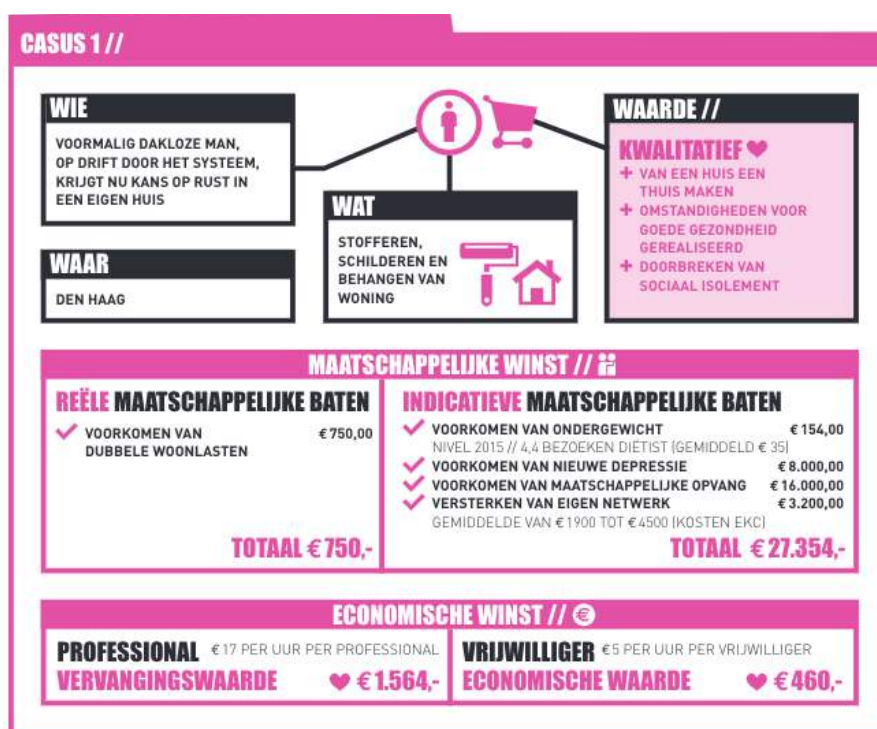 CASUS 1 //
WIE
VOORMALIG DAKLOZE MAN,
OP DRIFT DOOR HET SYSTEEM,
KRIJGT NU KANS OP RUST IN
EEN EIGEN HUIS
WAAR
DEN HAAG
WAT
STOFFEREN,
SCHILDEREN EN
BEHANGEN VAN
WONING
WAARDE //
KWALITATIEF
+ VAN EEN HUIS EEN
THUIS MAKEN
+ OMSTANDIGHEDEN VOOR
GOEDE GEZONDHEID
GEREALISEERD
+ DOORBREKEN VAN
SOCIAAL ISOLEMENT
MAATSCHAPPELIJKE WINST //
REËLE MAATSCHAPPELIJKE BATEN
VOORKOMEN VAN € 750,00
DUBBELE WOONLASTEN
TOTAAL € 750,-
INDICATIEVE MAATSCHAPPELIJKE BATEN
VOORKOMEN VAN ONDERGEWICHT € 154,00
NIVEL 2015 // 4,4 BEZOEKEN DIËTIST (GEMIDDELD € 35)
VOORKOMEN VAN NIEUWE DEPRESSIE € 8.000,00
VOORKOMEN VAN MAATSCHAPPELIJKE OPVANG € 16.000,00
VERSTERKEN VAN EIGEN NETWERK € 3.200,00
GEMIDDELDE VAN € 1900 TOT € 4500 (KOSTEN EKC)
TOTAAL € 27.354,-
ECONOMISCHE WINST // €
PROFESSIONAL € 17 PER UUR PER PROFESSIONAL
VERVANGINGSWAARDE € 1.564,-
VRIJWILLIGER € 5 PER UUR PER VRIJWILLIGER
ECONOMISCHE WAARDE € 460,-